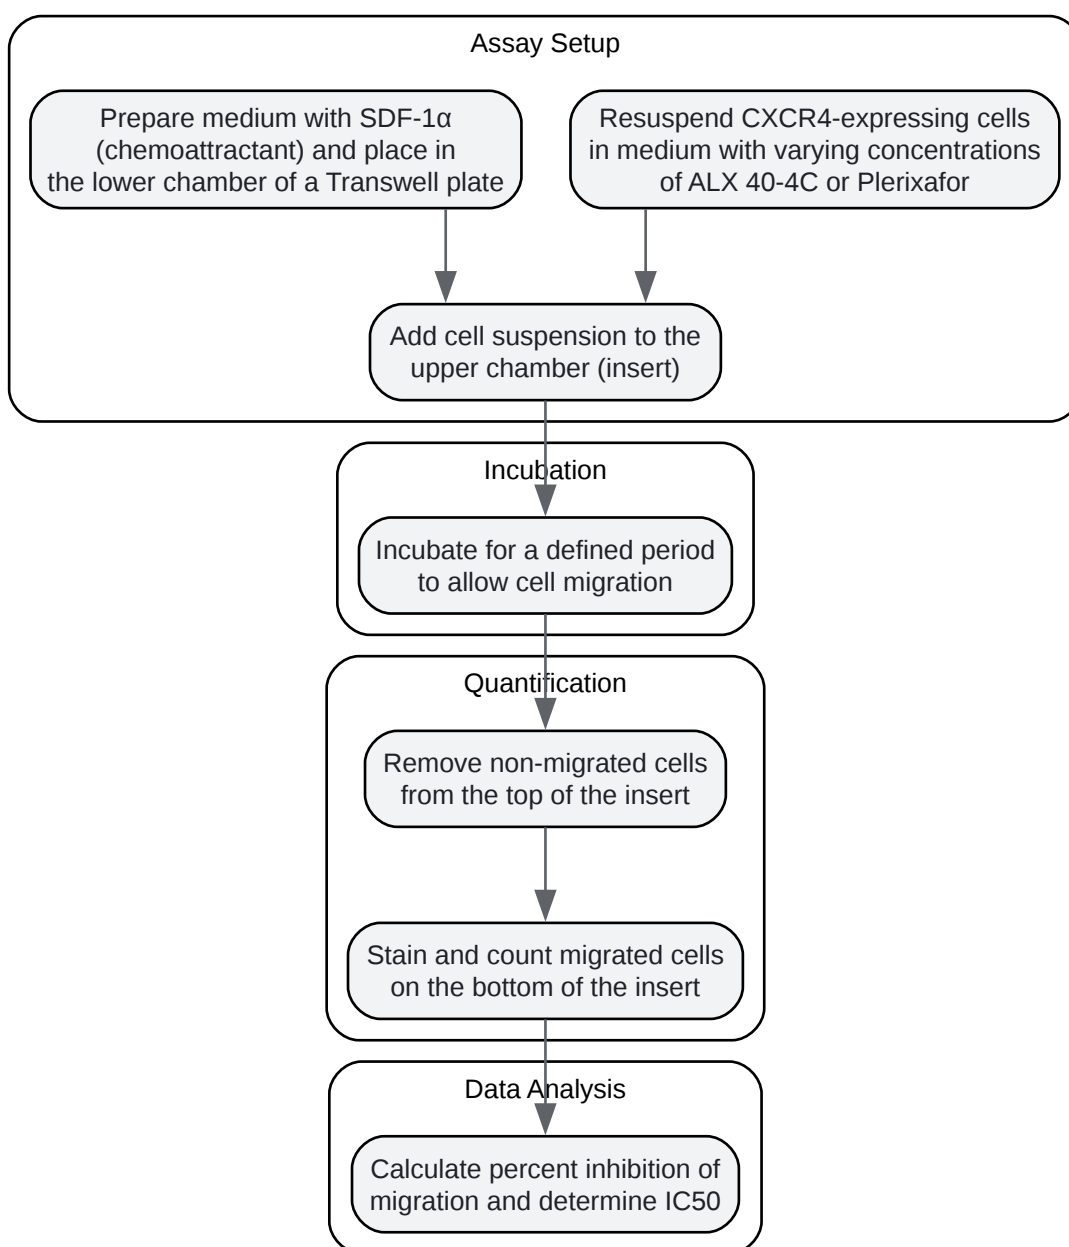 Assay Setup
Prepare medium with SDF-1α
(chemoattractant) and place in
the lower chamber of a Transwell plate
Resuspend CXCR4-expressing cells
in medium with varying concentrations
of ALX 40-4C or Plerixafor
Add cell suspension to the
upper chamber (insert)
Incubation
Incubate for a defined period
to allow cell migration
Quantification
Remove non-migrated cells
from the top of the insert
Stain and count migrated cells
on the bottom of the insert
Data Analysis
Calculate percent inhibition of
migration and determine IC50